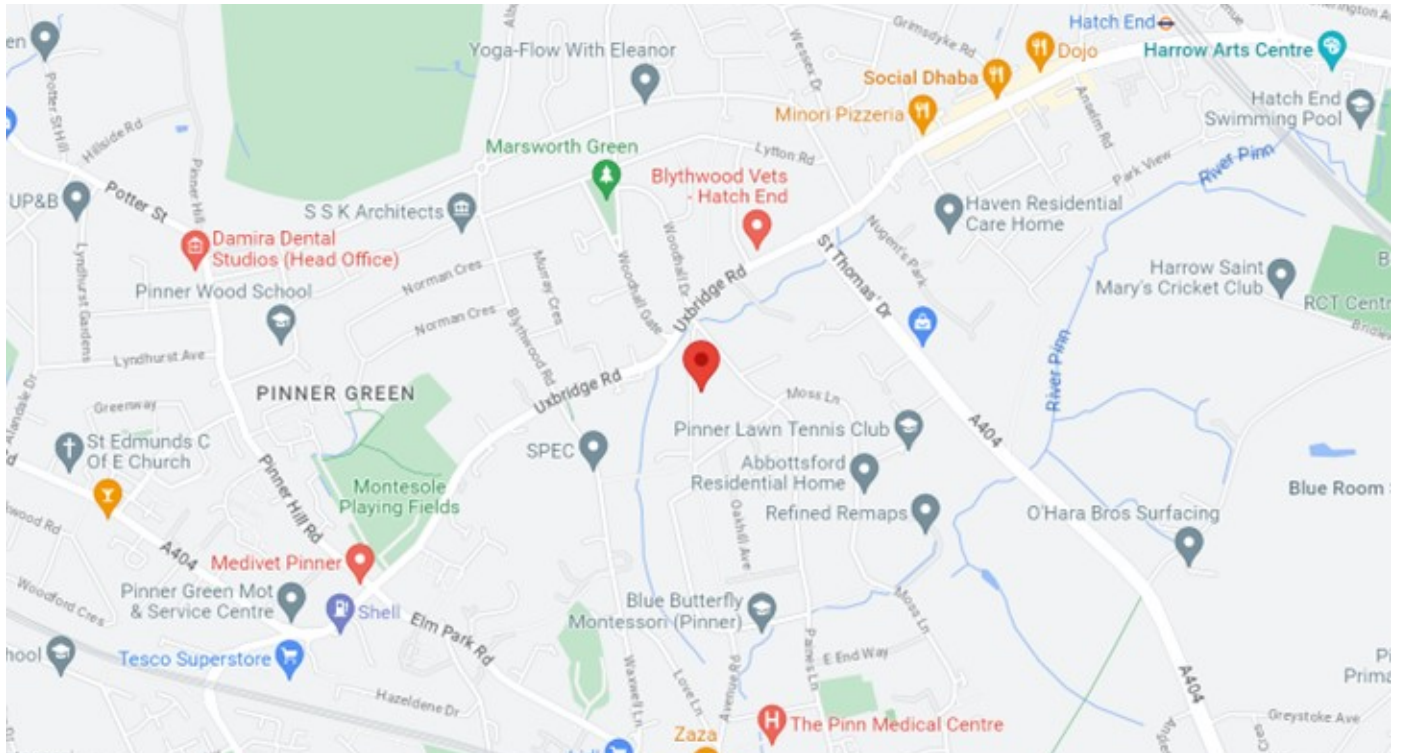 Hatch End
Grimsdyke Rd
Dojo
Harrow Arts Centre
Yoga-Flow With Eleanor
Wessex Dr
Social Dhaba
Potter St Hill
Hillside Rd
Minori Pizzeria
Anselm Rd
Hatch End
Swimming Pool
Pinner Hill
Marsworth Green
Lytton Rd
Park View
River Pinn
Blythwood Vets
- Hatch End
UP&B
Potter St
S S K Architects
Haven Residential
Care Home
Damira Dental
Studios (Head Office)
Woodhall Dr
Nugent's Park
St Thomas' Dr
Lyndhurst Gardens
Pinner Wood School
Norman Cres
Murray Cres
Woodhall Gate
Uxbridge Rd
Harrow Saint
Mary's Cricket Club
RCT Centr
Norman Cres
Blythwood Rd
Lyndhurst Ave
River Pinn
PINNER GREEN
Uxbridge Rd
Moss Ln
Greenway
A404
St Edmunds C
Of E Church
Pinner Lawn Tennis Club
SPEC
Abbottsford
Residential Home
Pinner Hill Rd
Montesole
Playing Fields
Blue Room
Oakhill Ave
Refined Remaps
O'Hara Bros Surfacing
A404
Medivet Pinner
Woodford Cres
Pinner Green Mot
& Service Centre
Shell
Blue Butterfly
Montessori (Pinner)
Moss Ln
Elm Park Rd
hool
Tesco Superstore
E End Way
Paines Ln
Waxwell Ln
Love Ln
Avenue R
A404
Hazeldene Dr
The Pinn Medical Centre
Greystoke Ave
Zaza